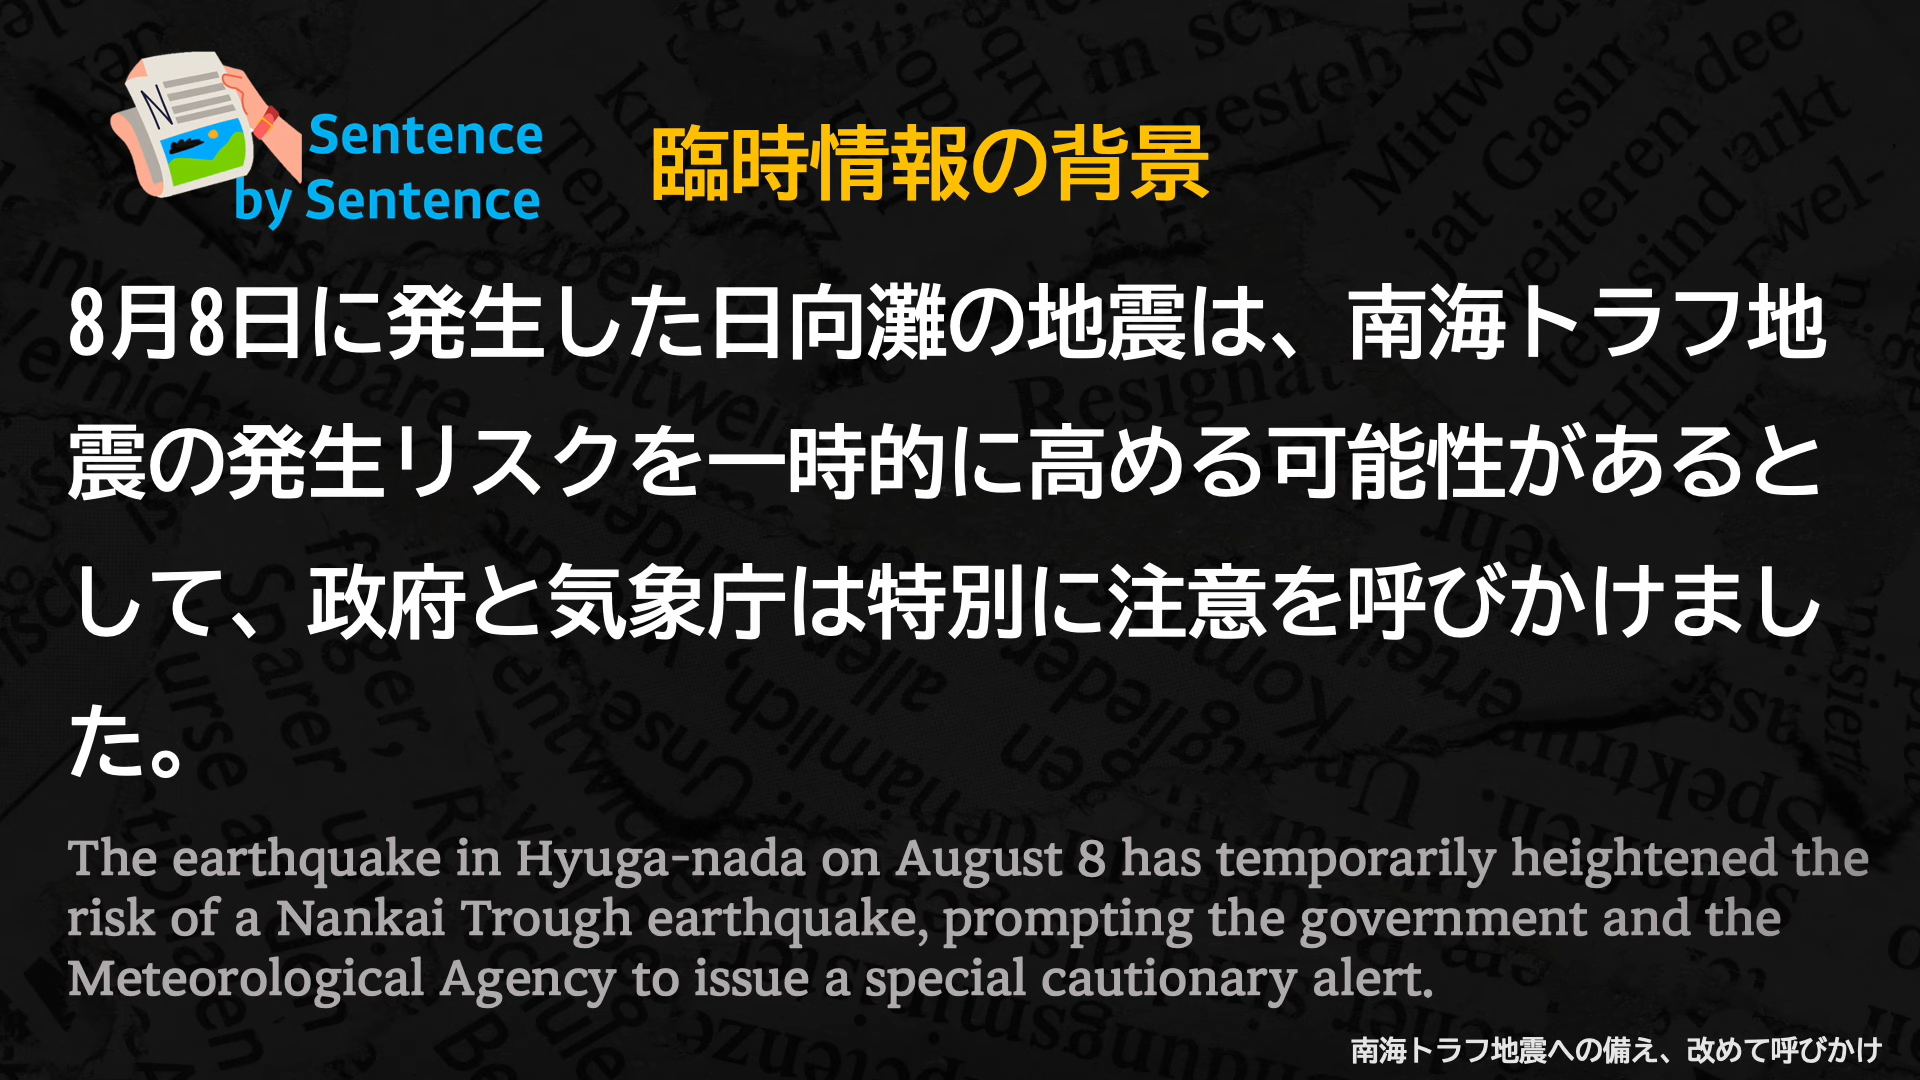 Sentence
by Sentence
臨時情報の背景
8月8日に発生した日向灘の地震は、南海トラフ地
震の発生リスクを一時的に高める可能性があると
して、政府と気象庁は特別に注意を呼びかけまし
た。
The earthquake in Hyuga-nada on August 8 has temporarily heightened the
risk of a Nankai Trough earthquake, prompting the government and the
Meteorological Agency to issue a special cautionary alert.
南海トラフ地震への備え、改めて呼びかけ